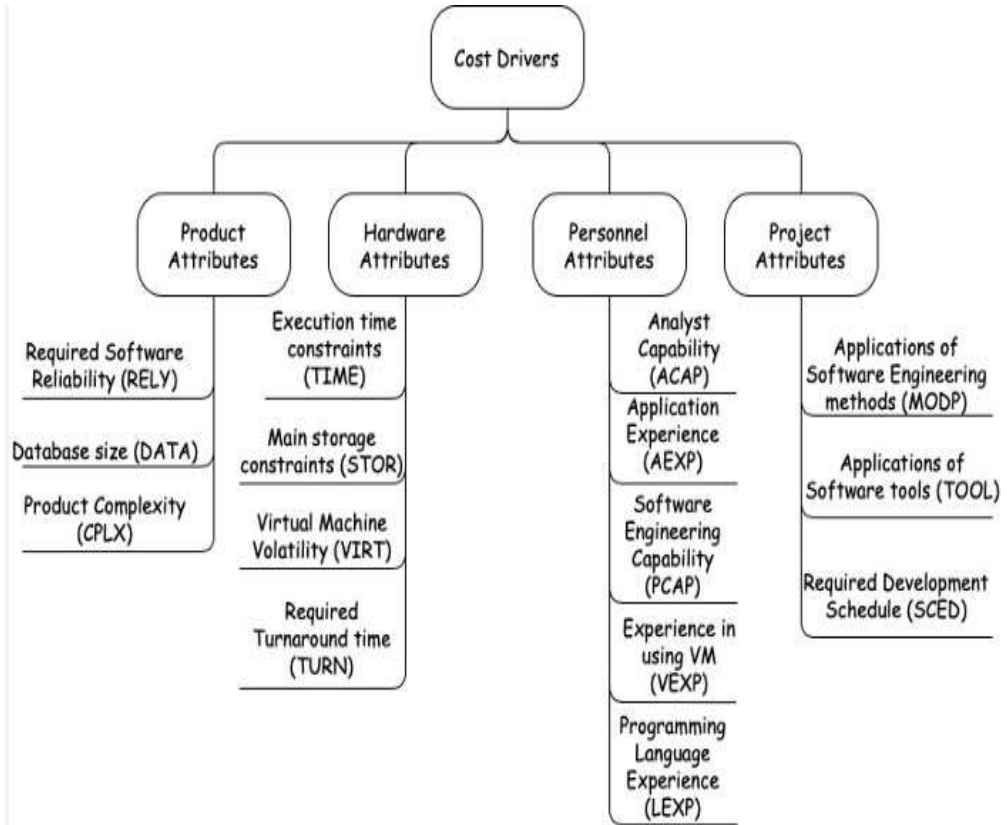 Cost Drivers
Product
Attributes
Hardware
Attributes
Personnel
Attributes
Project
Attributes
Required Software
Reliability (RELY)
Database size (DATA)
Product Complexity
(CPLX)
Execution time
constraints
(TIME)
Main storage
constraints (STOR)
Virtual Machine
Volatility (VIRT)
Required
Turnaround time
(TURN)
Analyst
Capability
(ACAP)
Application
Experience
(AEXP)
Software
Engineering
Capability
(PCAP)
Experience in
using VM
(VEXP)
Programming
Language
Experience
(LEXP)
Applications of
Software Engineering
methods (MODP)
Applications of
Software tools (TOOL)
Required Development
Schedule (SCED)